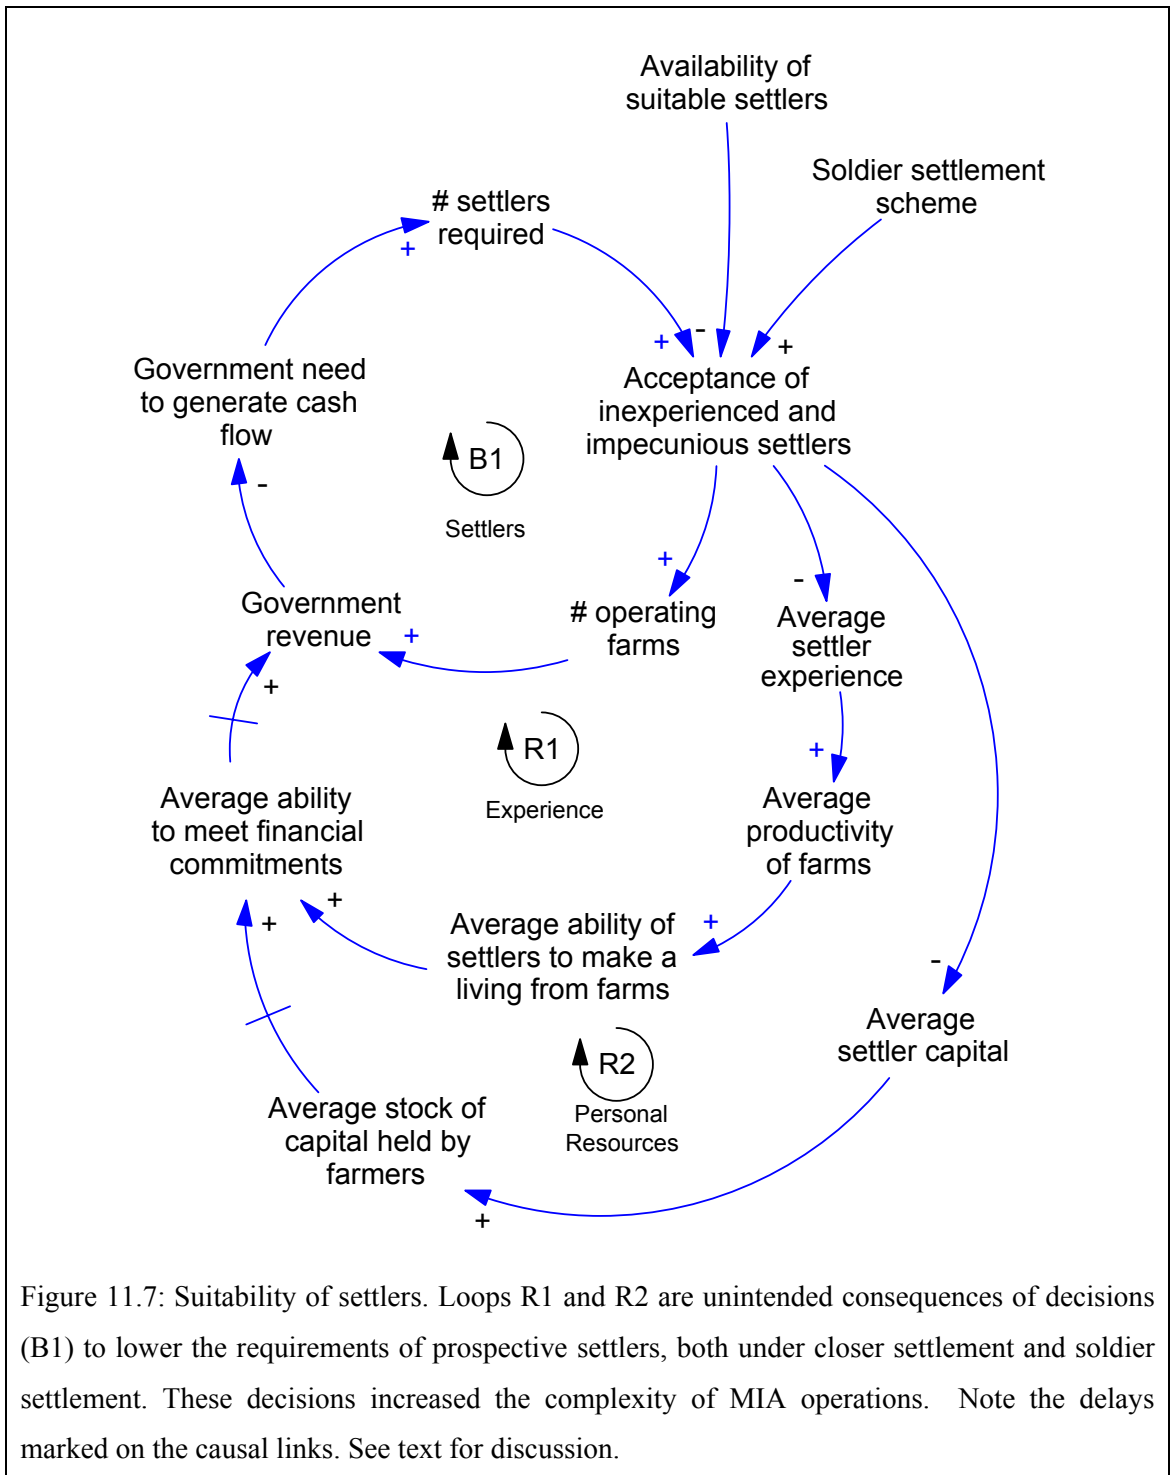 Availability of
suitable settlers
Soldier settlement
scheme
# settlers
required
+
+
-
+
Government need
to generate cash
flow
Acceptance of
inexperienced and
impecunious settlers
B1
Settlers
-
+
-
Government
revenue
+
# operating
farms
Average
settler
experience
+
R1
Experience
+
Average ability
to meet financial
commitments
Average
productivity
of farms
+
+
+
Average ability of
settlers to make a
living from farms
-
Average
settler capital
R2
Personal
Resources
Average stock of
capital held by
farmers
+
Figure 11.7: Suitability of settlers. Loops R1 and R2 are unintended consequences of decisions
(B1) to lower the requirements of prospective settlers, both under closer settlement and soldier
settlement. These decisions increased the complexity of MIA operations. Note the delays
marked on the causal links. See text for discussion.